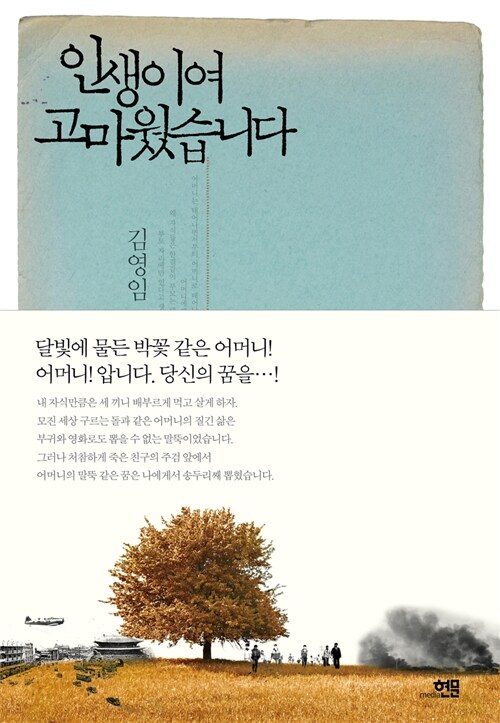 인생이여
고마웠습니다
김영임
달빛에 물든 박꽃 같은 어머니!
어머니! 압니다. 당신의 꿈을…!
내 자식만큼은 세 끼니 배부르게 먹고 살게 하자.
모진 세상 구르는 돌과 같은 어머니의 질긴 삶은
부귀와 영화로도 뽑을 수 없는 말뚝이었습니다.
그러나 처참하게 죽은 친구의 주검 앞에서
어머니의 말뚝 같은 꿈은 나에게서 송두리째 뽑혔습니다.
media현문